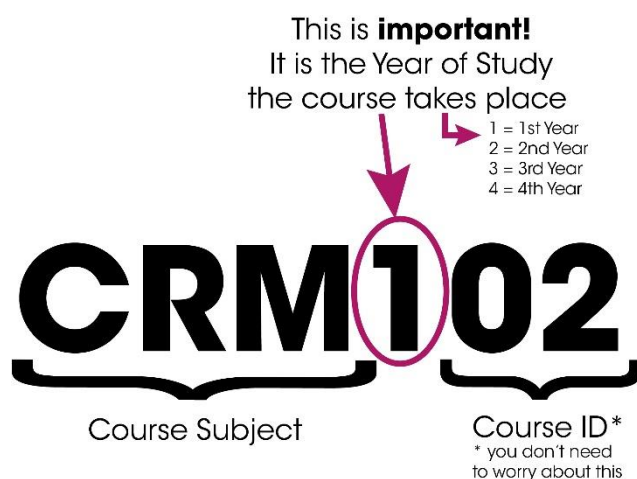 This is important!
It is the Year of Study
the course takes place
1 = 1st Year
2 = 2nd Year
3 = 3rd Year
4 = 4th Year
CRM102
Course Subject
Course ID*
* you don't need
to worry about this